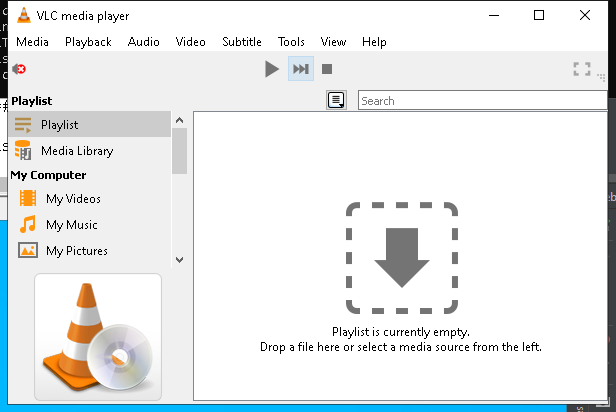 VLC media player
Media Playback Audio Video Subtitle Tools View Help
Playlist
Search
Playlist
Media Library
My Computer
My Videos
My Music
My Pictures
Playlist is currently empty.
Drop a file here or select a media source from the left.